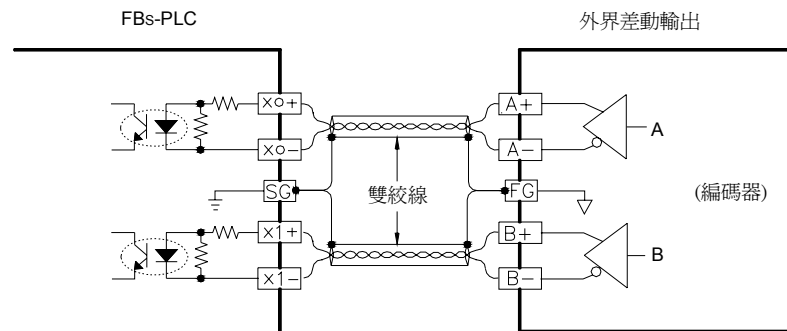 FBs-PLC
外界差動輸出
X0+
A+
A
X0-
A-
SG
雙絞線
FG
(編碼器)
X1+
B+
B
X1-
B-